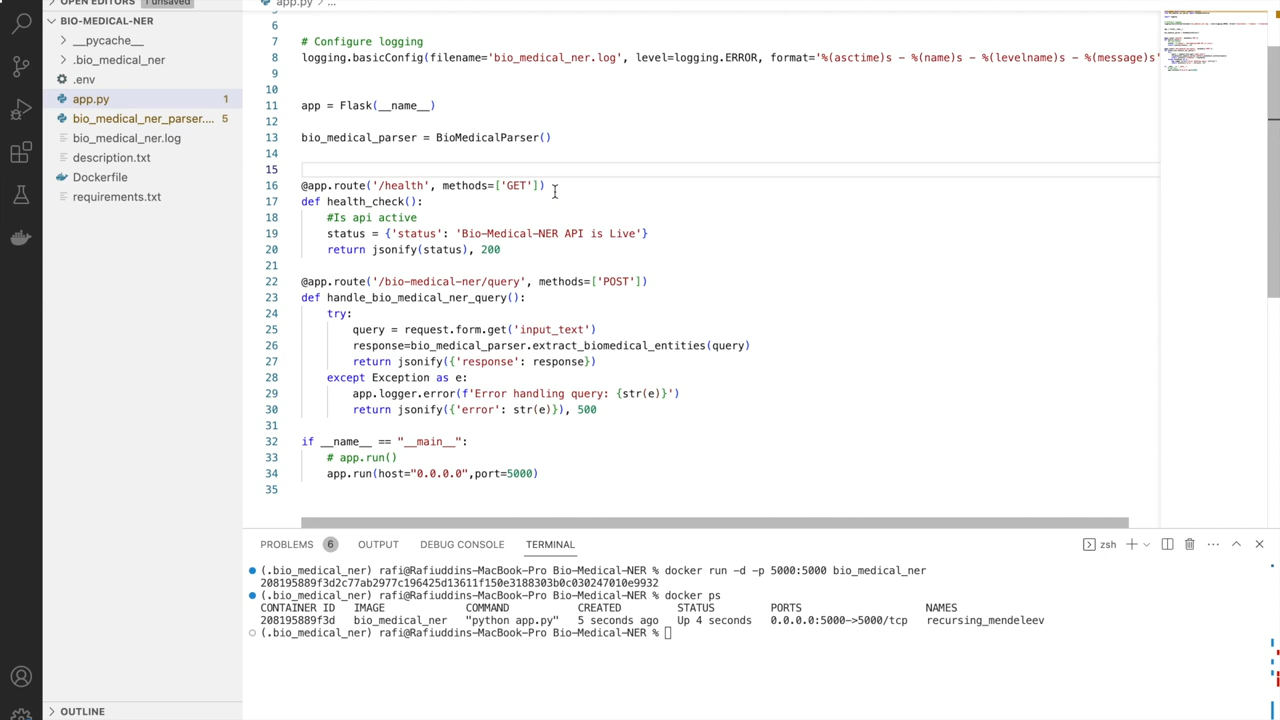 OPEN EDITORS 1 unsaved
BIO-MEDICAL-NER
__pycache__
.bio_medical_ner
.env
app.py 1
bio_medical_ner_parser.... 5
bio_medical_ner.log
description.txt
Dockerfile
requirements.txt
OUTLINE
app.py > ...
6
7 # Configure logging
8 logging.basicConfig(filename='bio_medical_ner.log', level=logging.ERROR, format='%(asctime)s - %(name)s - %(levelname)s - %(message)s'
9
10
11 app = Flask(__name__)
12
13 bio_medical_parser = BioMedicalParser()
14
15
16 @app.route('/health', methods=['GET'])
17 def health_check():
18 #Is api active
19 status = {'status': 'Bio-Medical-NER API is Live'}
20 return jsonify(status), 200
21
22 @app.route('/bio-medical-ner/query', methods=['POST'])
23 def handle_bio_medical_ner_query():
24 try:
25 query = request.form.get('input_text')
26 response=bio_medical_parser.extract_biomedical_entities(query)
27 return jsonify({'response': response})
28 except Exception as e:
29 app.logger.error(f'Error handling query: {str(e)}')
30 return jsonify({'error': str(e)}), 500
31
32 if __name__ == "__main__":
33 # app.run()
34 app.run(host="0.0.0.0",port=5000)
35
PROBLEMS 6 OUTPUT DEBUG CONSOLE TERMINAL zsh
(.bio_medical_ner) rafi@Rafiuddins-MacBook-Pro Bio-Medical-NER % docker run -d -p 5000:5000 bio_medical_ner
208195889f3d2c77ab2977c196425d13611f150e3188303b0c030247010e9932
(.bio_medical_ner) rafi@Rafiuddins-MacBook-Pro Bio-Medical-NER % docker ps
CONTAINER ID IMAGE COMMAND CREATED STATUS PORTS NAMES
208195889f3d bio_medical_ner "python app.py" 5 seconds ago Up 4 seconds 0.0.0.0:5000->5000/tcp recursing_mendeleev
(.bio_medical_ner) rafi@Rafiuddins-MacBook-Pro Bio-Medical-NER %